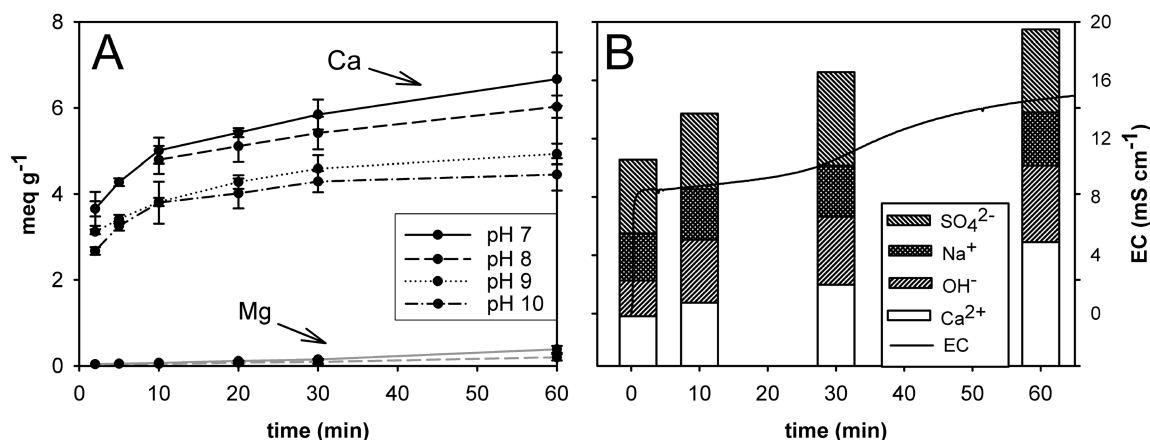 A
B
8
6
4
2
0
meq g-1
0
10
20
30
40
50
60
time (min)
Ca
Mg
pH 7
pH 8
pH 9
pH 10
SO42-
Na+
OH-
Ca2+
EC
20
16
12
8
4
0
EC (mS cm-1)
0
10
20
30
40
50
60
time (min)